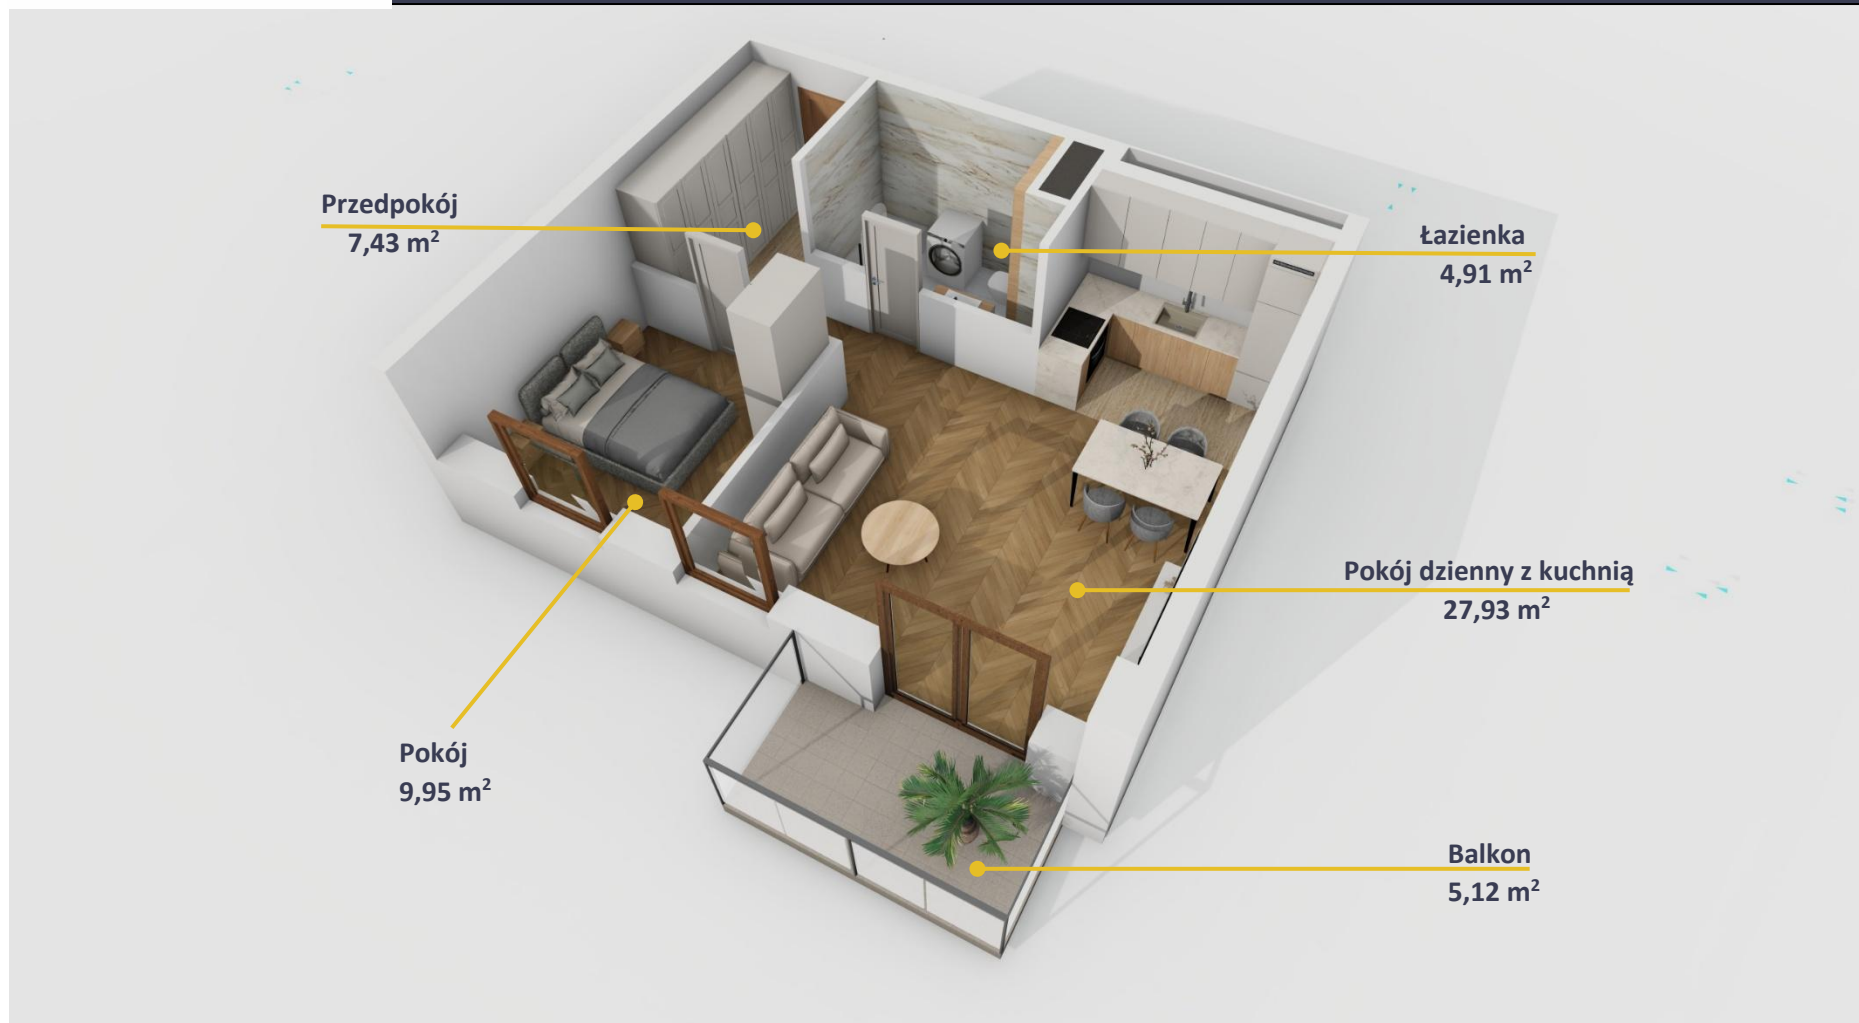 Przedpokój
7,43 m²
Łazienka
4,91 m²
Pokój dzienny z kuchnią
27,93 m²
Pokój
9,95 m²
Balkon
5,12 m²